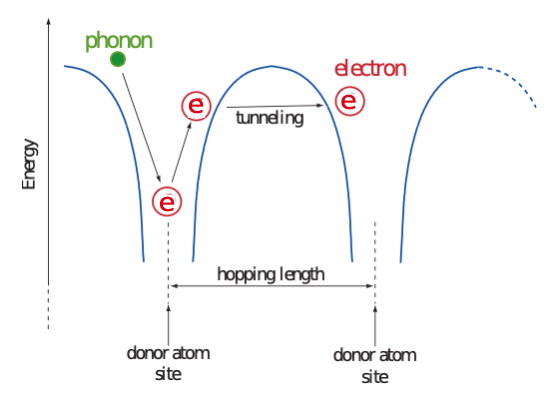 phonon
electron
e
e
e
tunneling
Energy
hopping length
donor atom
site
donor atom
site